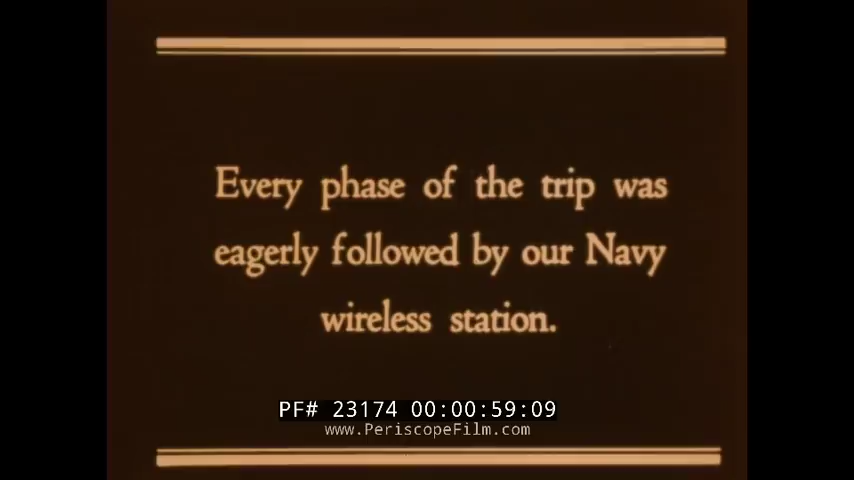 Every phase of the trip was
eagerly followed by our Navy
wireless station.
PF# 23174 00:00:59:09
www.PeriscopeFilm.com